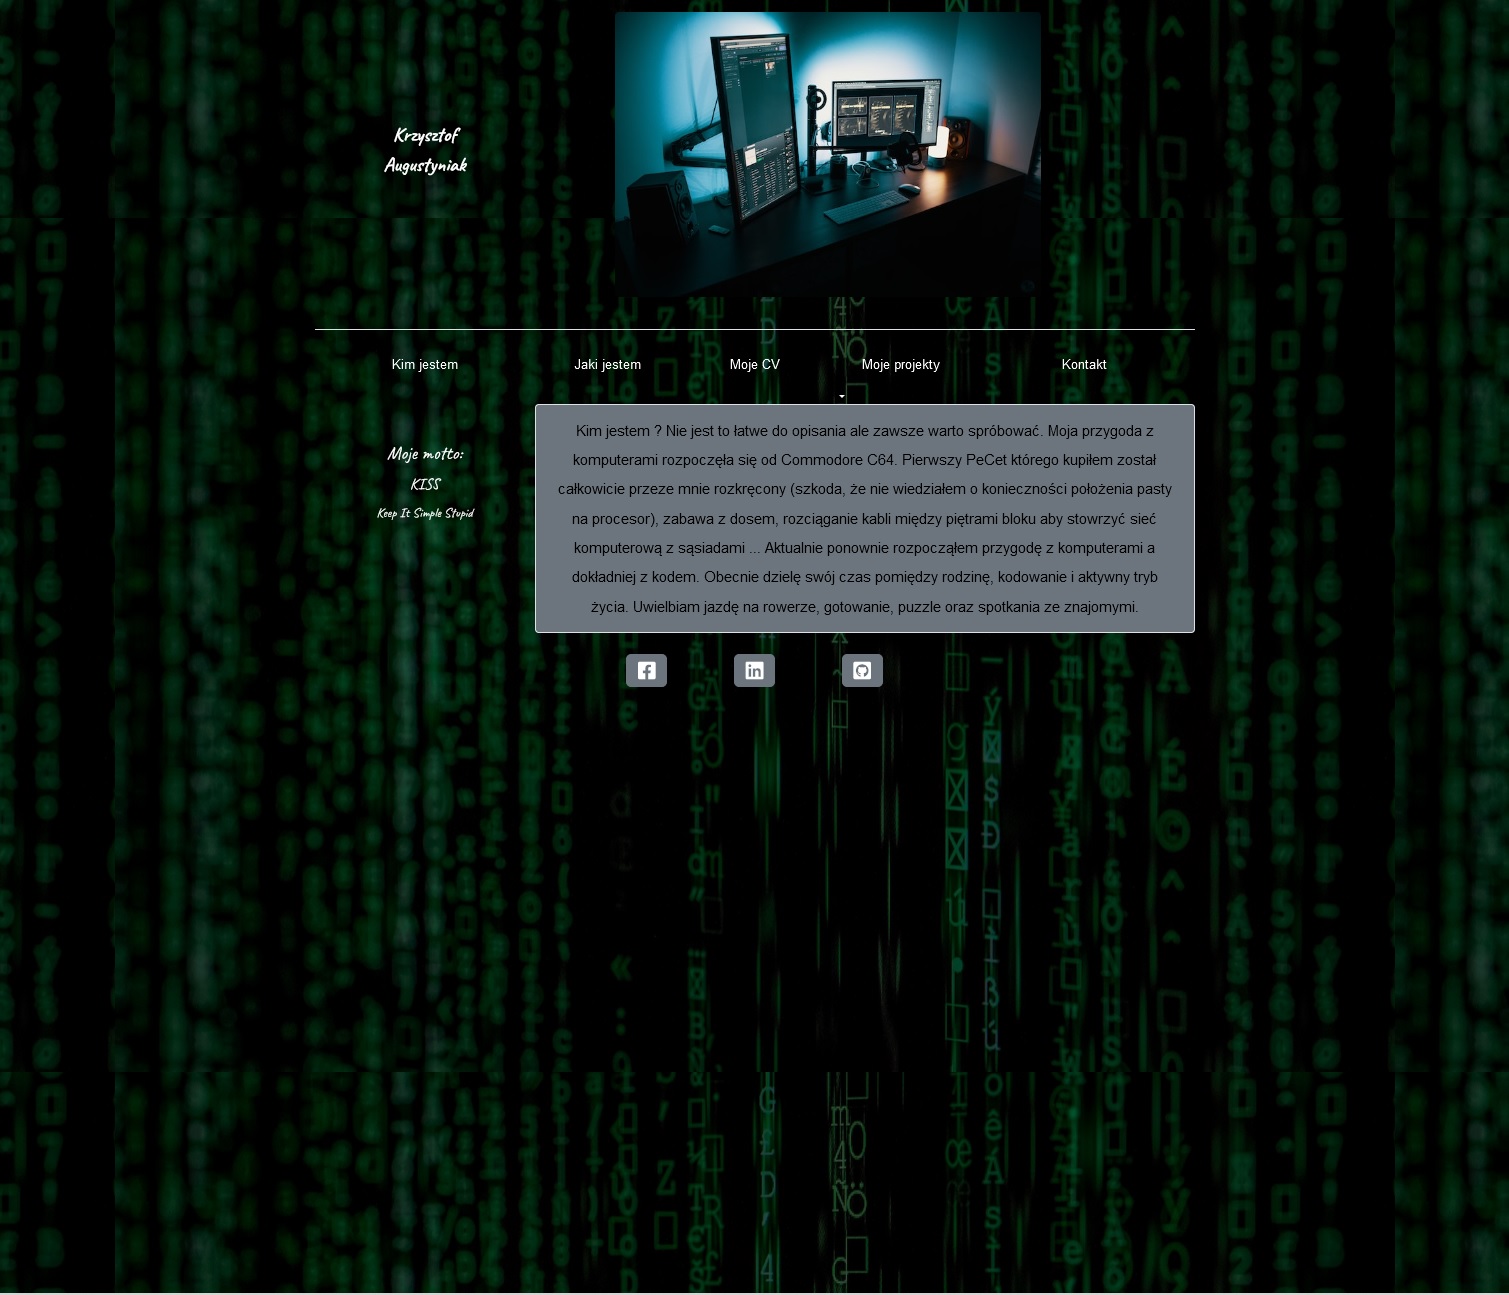 Krzysztof
Augustyniak
Kim jestem
Jaki jestem
Moje CV
Moje projekty
Kontakt
Moje motto:
KISS
Keep It Simple Stupid
Kim jestem ? Nie jest to łatwe do opisania ale zawsze warto spróbować. Moja przygoda z
komputerami rozpoczęła się od Commodore C64. Pierwszy PeCet którego kupiłem został
całkowicie przeze mnie rozkręcony (szkoda, że nie wiedziałem o konieczności położenia pasty
na procesor), zabawa z dosem, rozciąganie kabli między piętrami bloku aby stowrzyć sieć
komputerową z sąsiadami ... Aktualnie ponownie rozpocząłem przygodę z komputerami a
dokładniej z kodem. Obecnie dzielę swój czas pomiędzy rodzinę, kodowanie i aktywny tryb
życia. Uwielbiam jazdę na rowerze, gotowanie, puzzle oraz spotkania ze znajomymi.